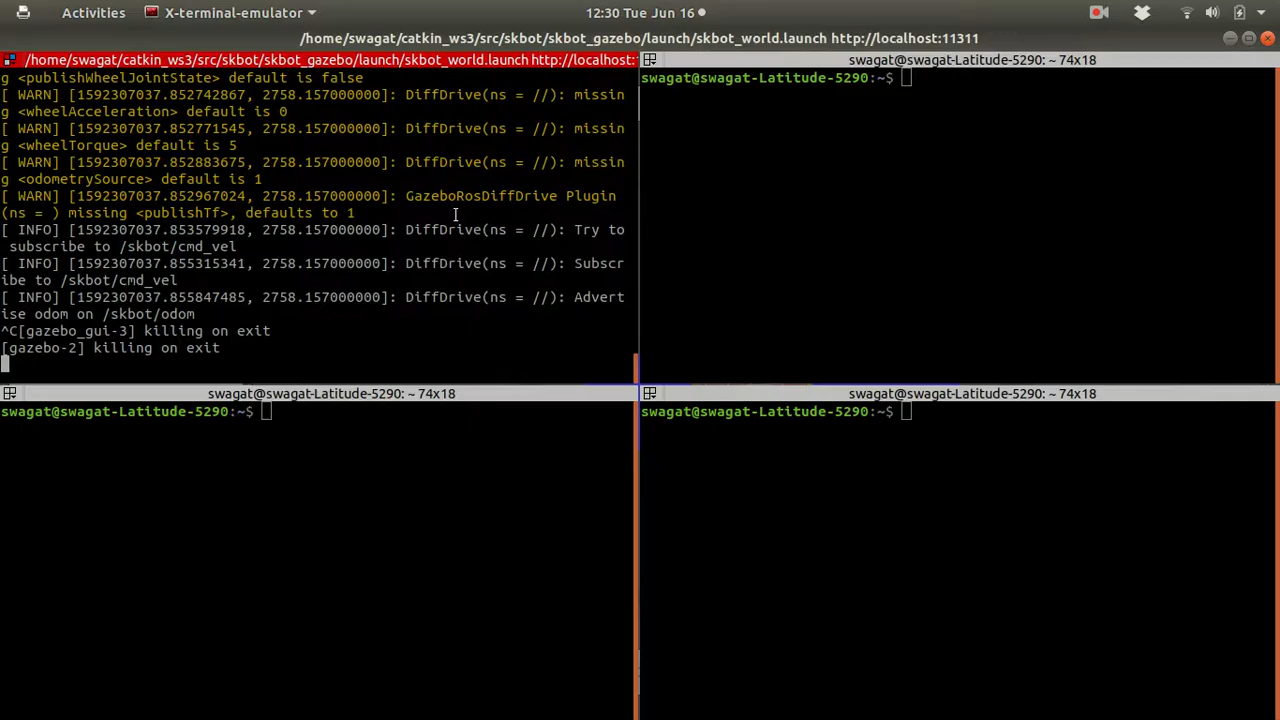 Activities
X-terminal-emulator
12:30 Tue Jun 16
/home/swagat/catkin_ws3/src/skbot/skbot_gazebo/launch/skbot_world.launch http://localhost:11311
/home/swagat/catkin_ws3/src/skbot/skbot_gazebo/launch/skbot_world.launch http://localhost:
g <publishWheelJointState> default is false
[ WARN] [1592307037.852742867, 2758.157000000]: DiffDrive(ns = //): missin
g <wheelAcceleration> default is 0
[ WARN] [1592307037.852771545, 2758.157000000]: DiffDrive(ns = //): missin
g <wheelTorque> default is 5
[ WARN] [1592307037.852883675, 2758.157000000]: DiffDrive(ns = //): missin
g <odometrySource> default is 1
[ WARN] [1592307037.852967024, 2758.157000000]: GazeboRosDiffDrive Plugin
(ns = ) missing <publishTf>, defaults to 1
[ INFO] [1592307037.853579918, 2758.157000000]: DiffDrive(ns = //): Try to
 subscribe to /skbot/cmd_vel
[ INFO] [1592307037.855315341, 2758.157000000]: DiffDrive(ns = //): Subscr
ibe to /skbot/cmd_vel
[ INFO] [1592307037.855847485, 2758.157000000]: DiffDrive(ns = //): Advert
ise odom on /skbot/odom
^C[gazebo_gui-3] killing on exit
[gazebo-2] killing on exit
swagat@swagat-Latitude-5290: ~ 74x18
swagat@swagat-Latitude-5290:~$
swagat@swagat-Latitude-5290: ~ 74x18
swagat@swagat-Latitude-5290:~$
swagat@swagat-Latitude-5290: ~ 74x18
swagat@swagat-Latitude-5290:~$